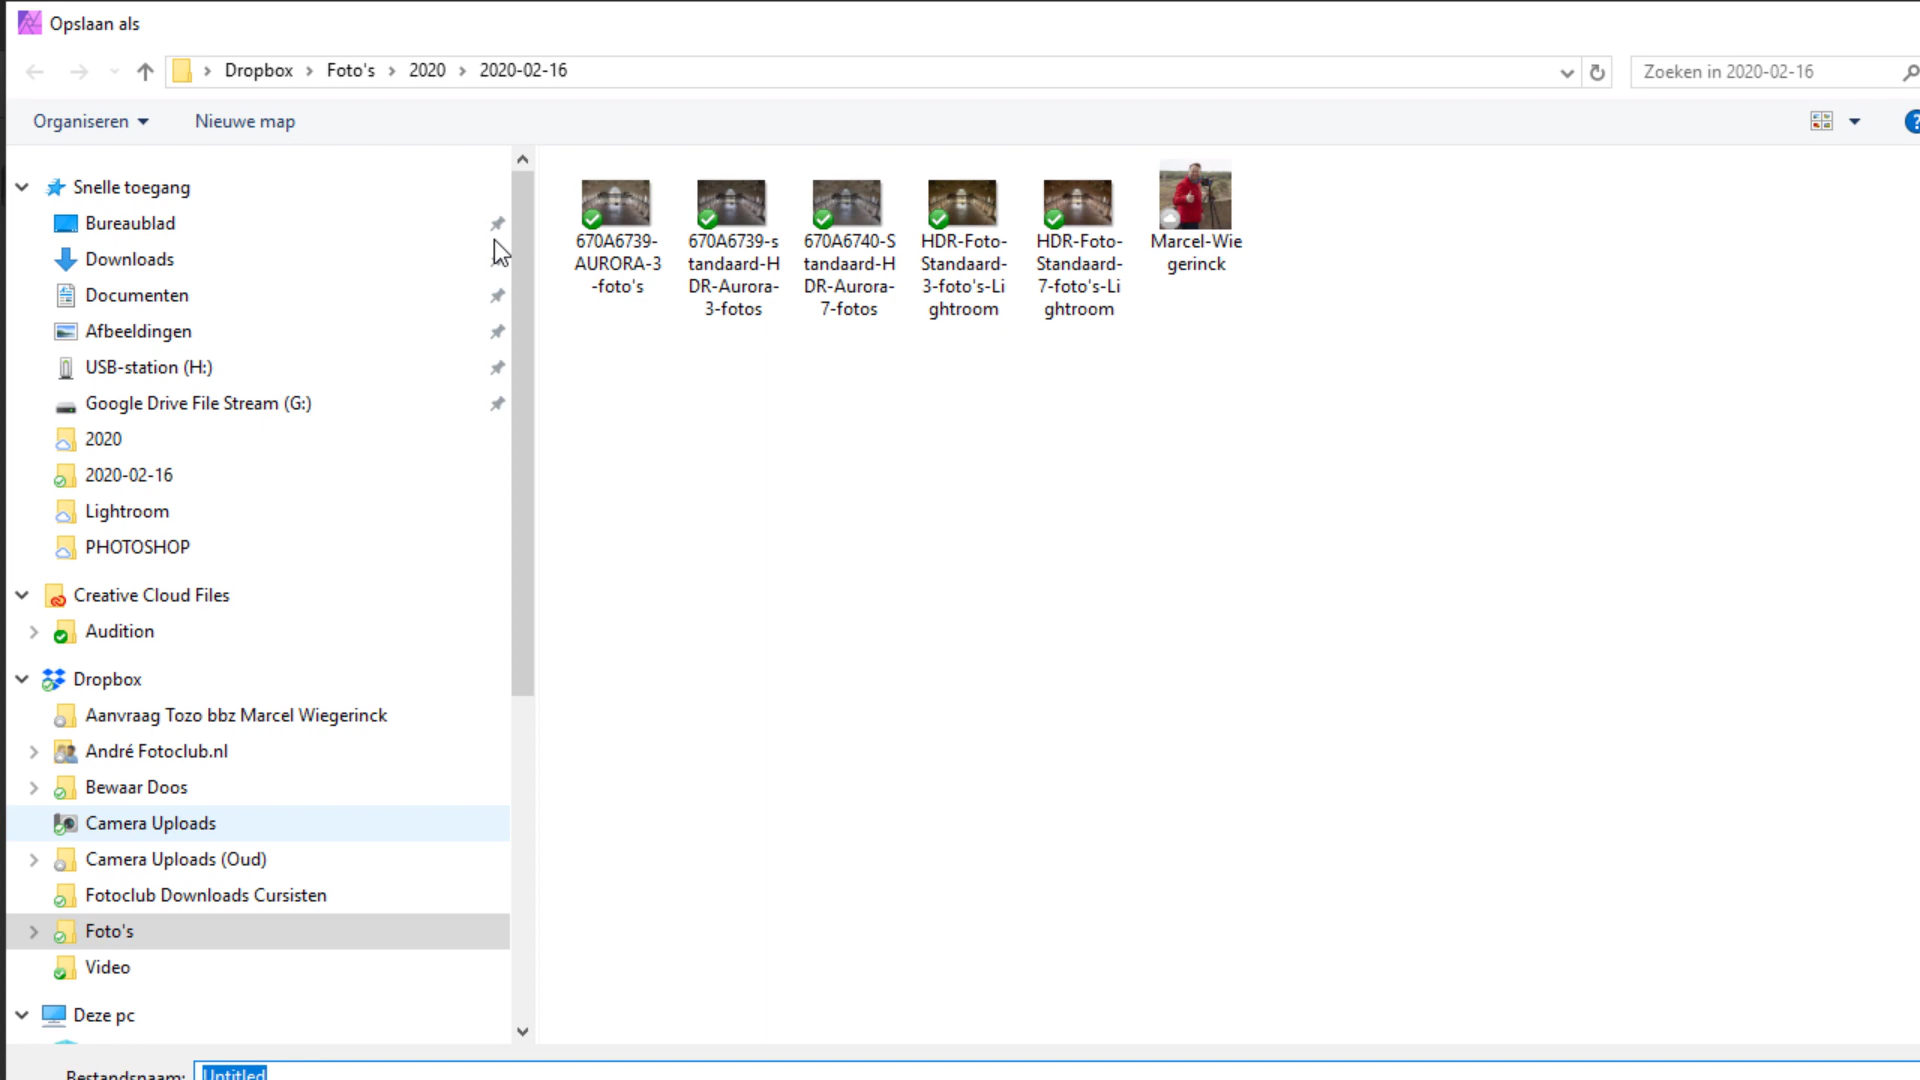 Opslaan als
Dropbox > Foto's > 2020 > 2020-02-16
Zoeken in 2020-02-16
Organiseren
Nieuwe map
?
Snelle toegang
Bureaublad
Downloads
Documenten
Afbeeldingen
USB-station (H:)
Google Drive File Stream (G:)
2020
2020-02-16
Lightroom
PHOTOSHOP
Creative Cloud Files
Audition
Dropbox
Aanvraag Tozo bbz Marcel Wiegerinck
André Fotoclub.nl
Bewaar Doos
Camera Uploads
Camera Uploads (Oud)
Fotoclub Downloads Cursisten
Foto's
Video
Deze pc
670A6739-
AURORA-3
-foto's
670A6739-s
tandaard-H
DR-Aurora-
3-fotos
670A6740-S
tandaard-H
DR-Aurora-
7-fotos
HDR-Foto-
Standaard-
3-foto's-Li
ghtroom
HDR-Foto-
Standaard-
7-foto's-Li
ghtroom
Marcel-Wie
gerinck
Bestandsnaam:
Untitled